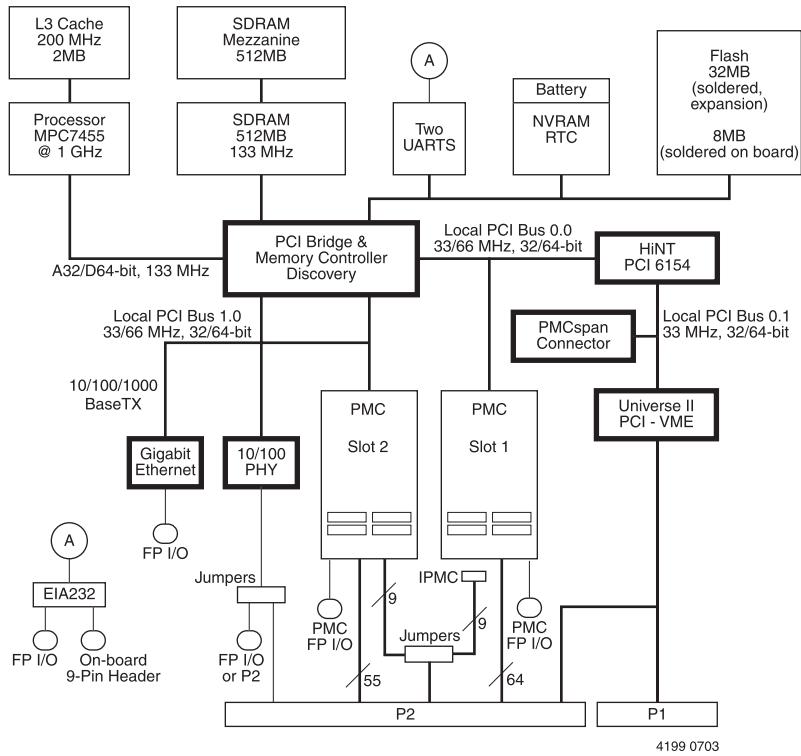 L3 Cache
200 MHz
2MB
SDRAM
Mezzanine
512MB
A
Flash
32MB
(soldered,
expansion)
8MB
(soldered on board)
Processor
MPC7455
@ 1 GHz
SDRAM
512MB
133 MHz
Two
UARTS
Battery
NVRAM
RTC
PCI Bridge &
Memory Controller
Discovery
A32/D64-bit, 133 MHz
Local PCI Bus 0.0
33/66 MHz, 32/64-bit
HiNT
PCI 6154
Local PCI Bus 1.0
33/66 MHz, 32/64-bit
PMCspan
Connector
Local PCI Bus 0.1
33 MHz, 32/64-bit
10/100/1000
BaseTX
PMC
Slot 2
PMC
Slot 1
Universe II
PCI - VME
Gigabit
Ethernet
10/100
PHY
FP I/O
A
EIA232
FP I/O
On-board
9-Pin Header
Jumpers
FP I/O
or P2
PMC
FP I/O
9
IPMC
9
Jumpers
PMC
FP I/O
55
64
P2
P1
4199 0703